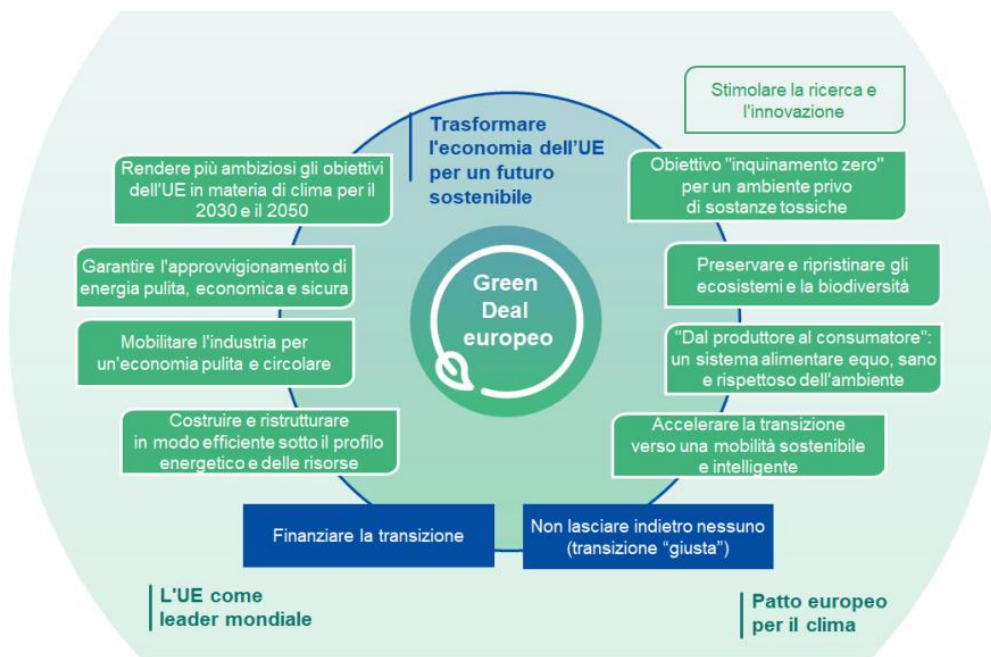 Stimolare la ricerca e
l'innovazione
Trasformare
l'economia dell'UE
per un futuro
sostenibile
Rendere più ambiziosi gli obiettivi
dell'UE in materia di clima per il
2030 e il 2050
Obiettivo "inquinamento zero"
per un ambiente privo
di sostanze tossiche
Garantire l'approvvigionamento di
energia pulita, economica e sicura
Preservare e ripristinare gli
ecosistemi e la biodiversità
Green
Deal
europeo
Mobilitare l'industria per
un'economia pulita e circolare
"Dal produttore al consumatore":
un sistema alimentare equo, sano
e rispettoso dell'ambiente
Costruire e ristrutturare
in modo efficiente sotto il profilo
energetico e delle risorse
Accelerare la transizione
verso una mobilità sostenibile
e intelligente
Finanziare la transizione
Non lasciare indietro nessuno
(transizione “giusta”)
L'UE come
leader mondiale
Patto europeo
per il clima